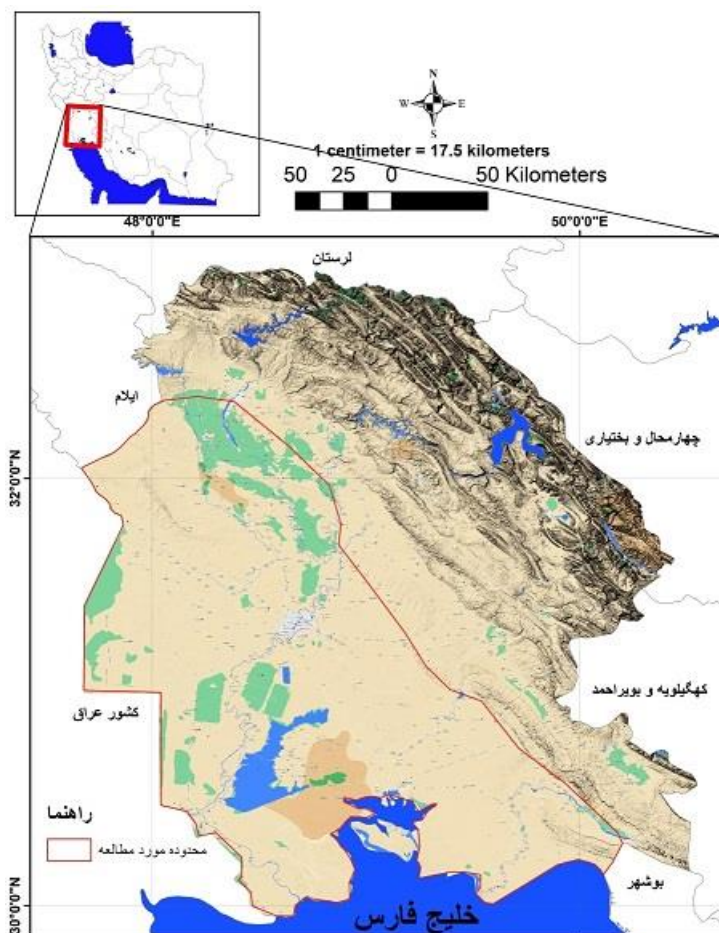 N
W E
S
1 centimeter = 17.5 kilometers
50 25 0 50 Kilometers
48°0'0"E 50°0'0"E
لرستان
ایلام
چهارمحال و بختیاری
32°0'0"N
کهگیلویه و بویراحمد
کشور عراق
راهنما
محدوده مورد مطالعه
بوشهر
30°0'0"N
خلیج فارس